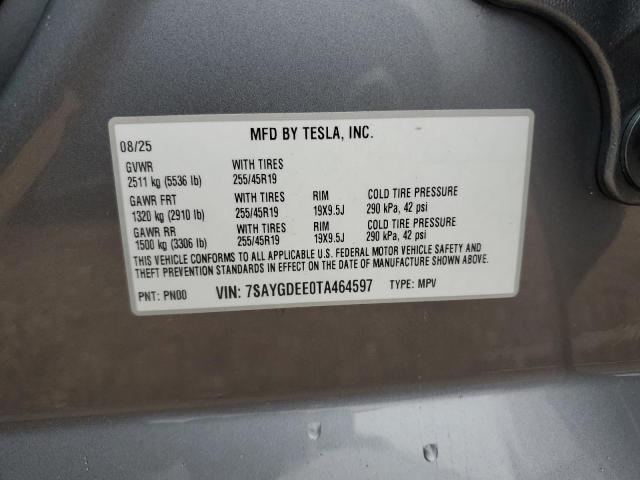 MFD BY TESLA, INC.
08/25
GVWR WITH TIRES
2511 kg (5536 lb) 255/45R19
GAWR FRT WITH TIRES RIM COLD TIRE PRESSURE
1320 kg (2910 lb) 255/45R19 19X9.5J 290 kPa, 42 psi
GAWR RR WITH TIRES RIM COLD TIRE PRESSURE
1500 kg (3306 lb) 255/45R19 19X9.5J 290 kPa, 42 psi
THIS VEHICLE CONFORMS TO ALL APPLICABLE U.S. FEDERAL MOTOR VEHICLE SAFETY AND
THEFT PREVENTION STANDARDS IN EFFECT ON THE DATE OF MANUFACTURE SHOWN ABOVE.
PNT: PN00 VIN: 7SAYGDEE0TA464597 TYPE: MPV